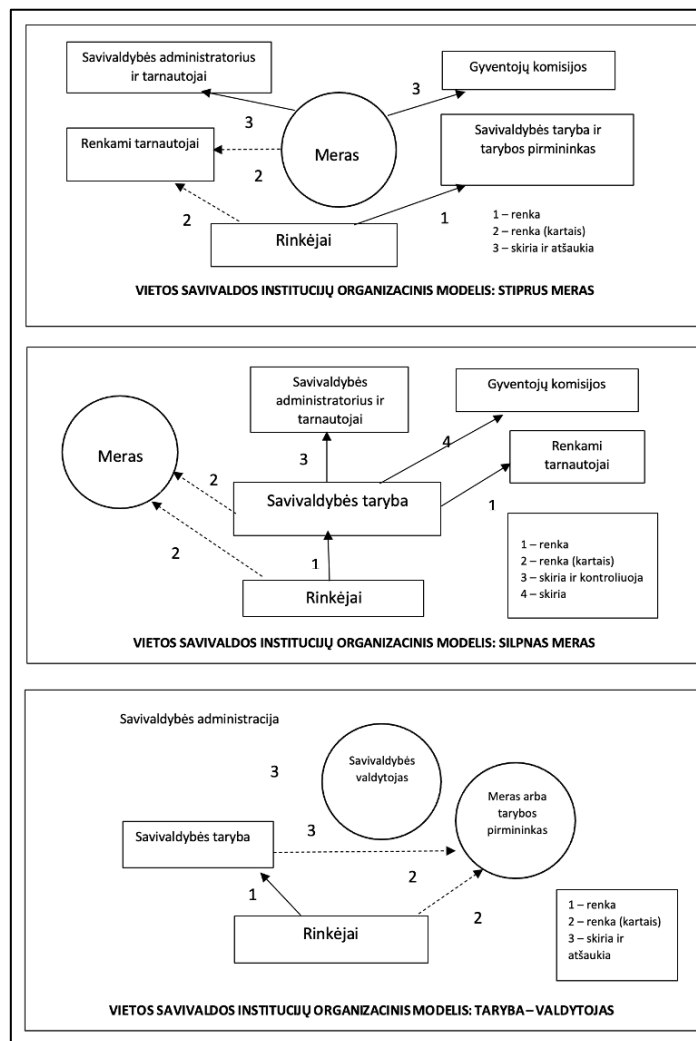 Savivaldybės administratorius
ir tarnautojai
3
Gyventojų komisijos
3
Renkami tarnautojai
2
Meras
Savivaldybės taryba ir
tarybos pirmininkas
2
Rinkėjai
1
1 – renka
2 – renka (kartais)
3 – skiria ir atšaukia
VIETOS SAVIVALDOS INSTITUCIJŲ ORGANIZACINIS MODELIS: STIPRUS MERAS
Meras
Savivaldybės
administratorius ir
tarnautojai
Gyventojų komisijos
4
Renkami
tarnautojai
3
2
Savivaldybės taryba
1
2
1
Rinkėjai
1 – renka
2 – renka (kartais)
3 – skiria ir kontroliuoja
4 – skiria
VIETOS SAVIVALDOS INSTITUCIJŲ ORGANIZACINIS MODELIS: SILPNAS MERAS
Savivaldybės administracija
3
Savivaldybės
valdytojas
Meras arba
tarybos
pirmininkas
Savivaldybės taryba
3
2
1
2
Rinkėjai
1 – renka
2 – renka (kartais)
3 – skiria ir
atšaukia
VIETOS SAVIVALDOS INSTITUCIJŲ ORGANIZACINIS MODELIS: TARYBA – VALDYTOJAS